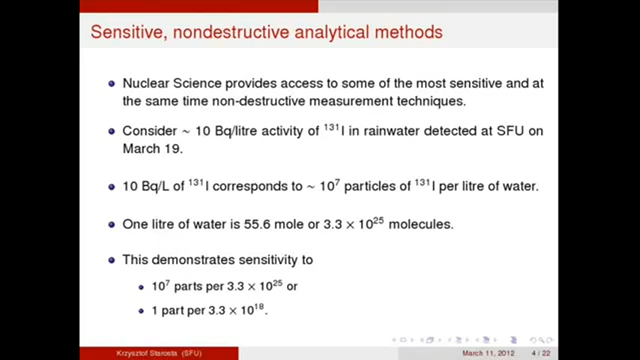 Sensitive, nondestructive analytical methods
Nuclear Science provides access to some of the most sensitive and at
the same time non-destructive measurement techniques.
Consider ∼ 10 Bq/litre activity of ¹³¹I in rainwater detected at SFU on
March 19.
10 Bq/L of ¹³¹I corresponds to ∼ 10⁷ particles of ¹³¹I per litre of water.
One litre of water is 55.6 mole or 3.3 × 10²⁵ molecules.
This demonstrates sensitivity to
10⁷ parts per 3.3 × 10²⁵ or
1 part per 3.3 × 10¹⁸.
Krzysztof Starosta (SFU) March 11, 2012 4 / 22